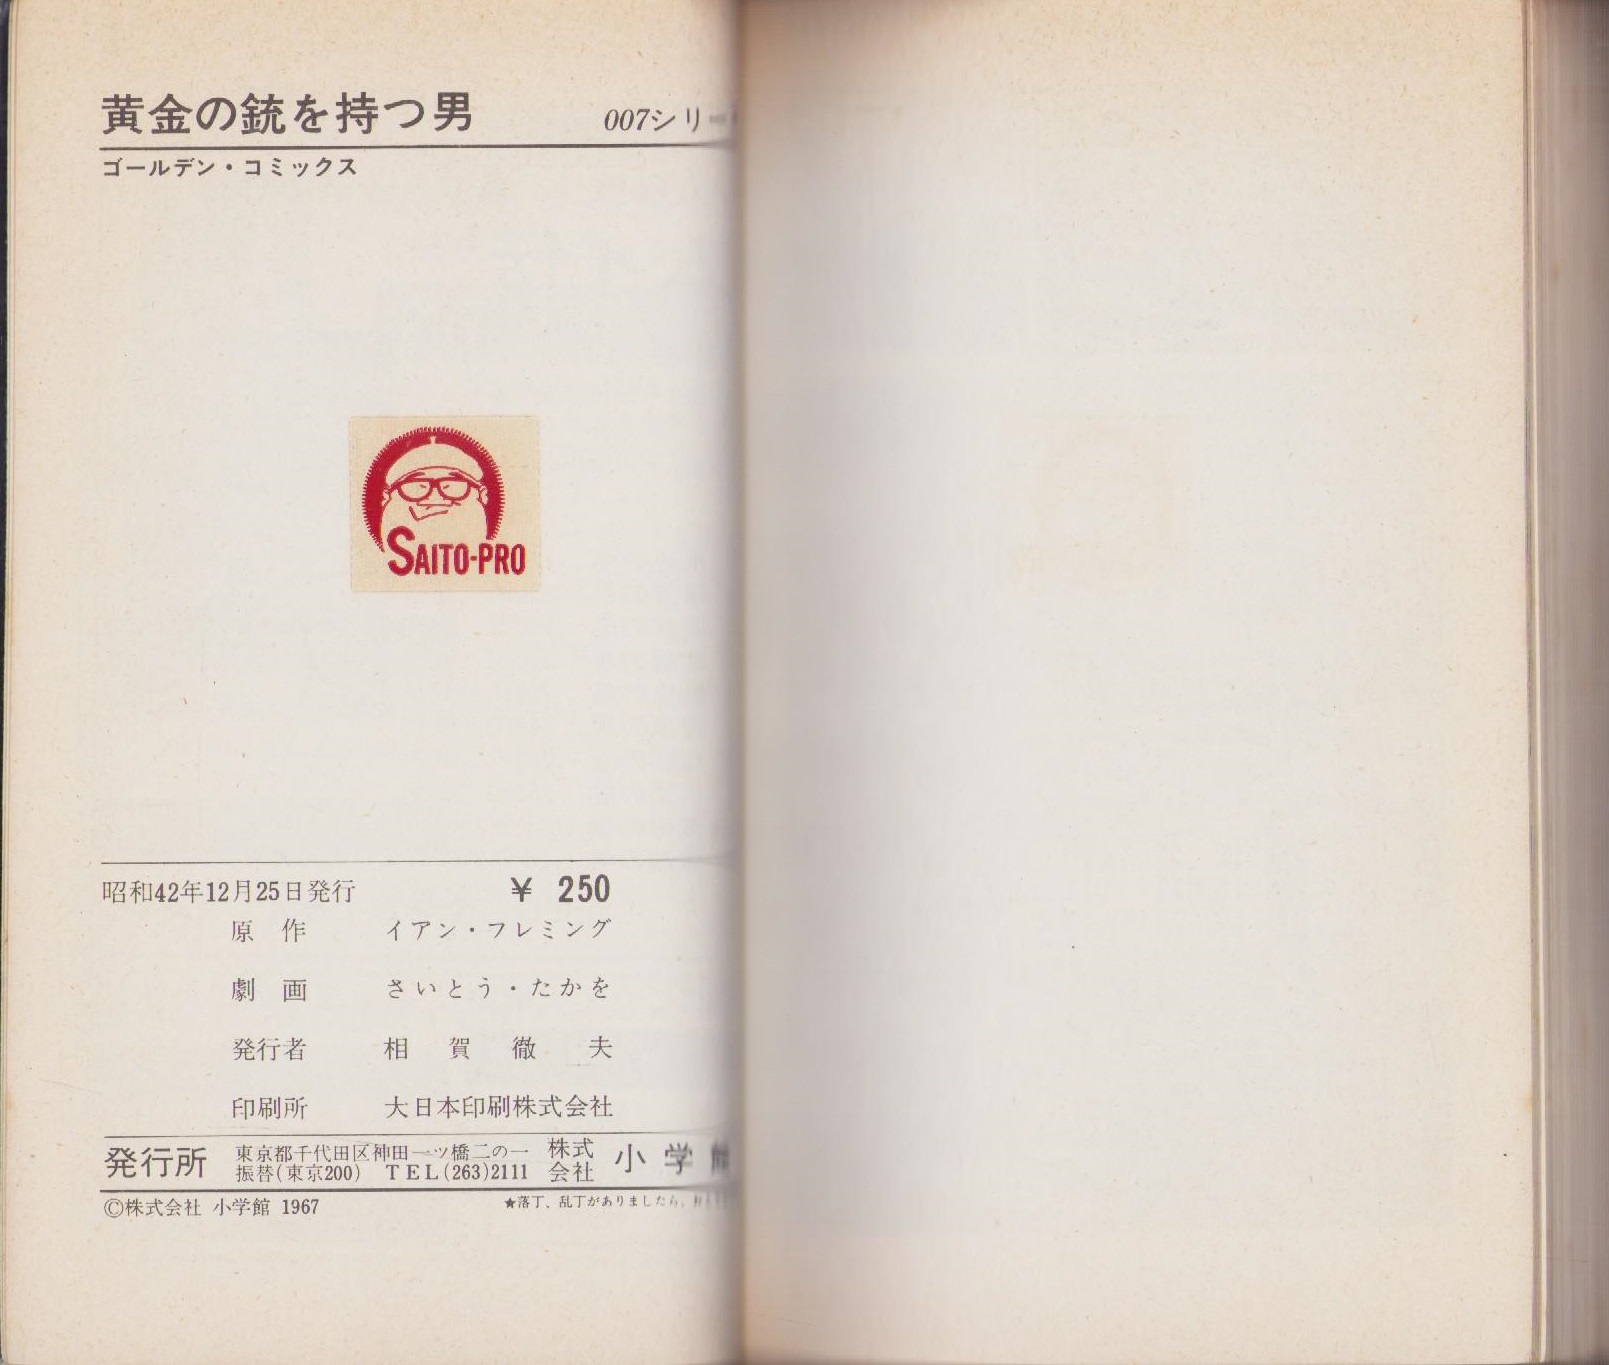 黄金の銃を持つ男 007シリー
ゴールデン・コミックス
SAITO-PRO
昭和42年12月25日発行 ¥ 250
原 作 イアン・フレミング
劇 画 さいとう・たかを
発行者 相 賀 徹 夫
印刷所 大日本印刷株式会社
発行所 東京都千代田区神田一ツ橋二の一 株式会社 小学館
振替(東京200) TEL(263)2111
©株式会社 小学館 1967 ★落丁、乱丁がありましたら、